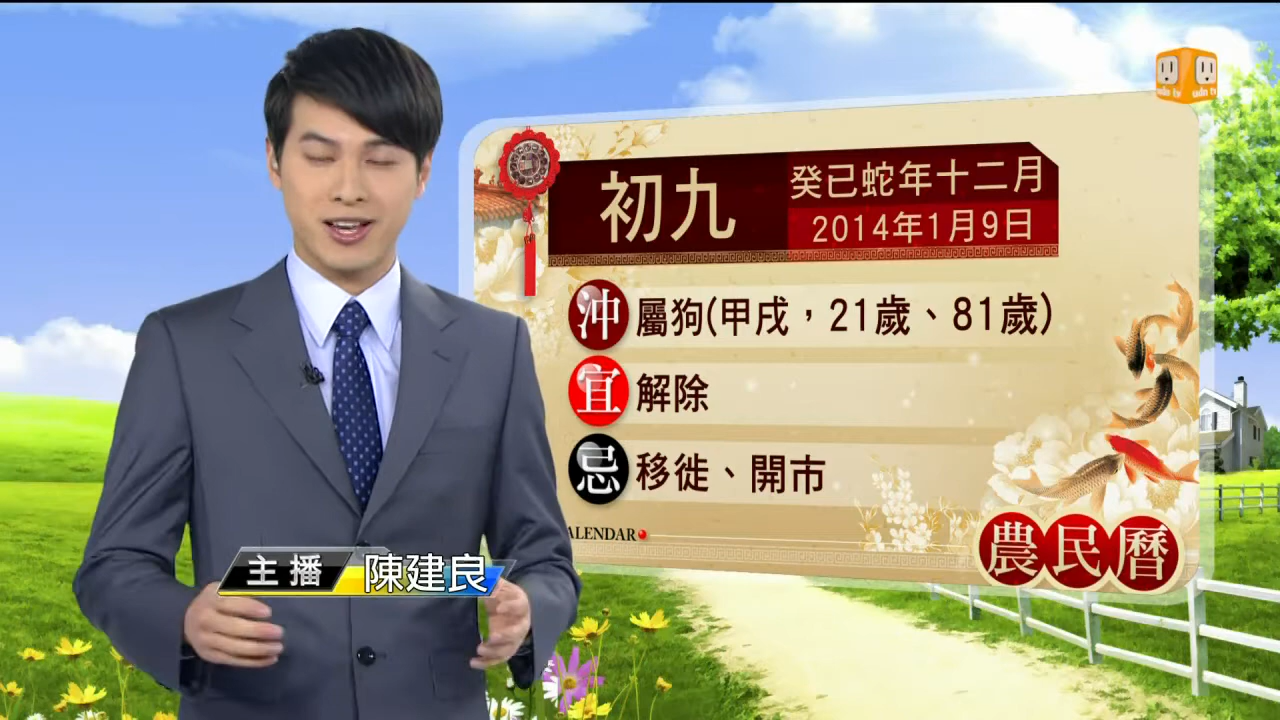 udn tv udn tv
初九
癸巳蛇年十二月
2014年1月9日
沖 屬狗(甲戌，21歲、81歲)
宜 解除
忌 移徙、開市
ALENDAR
農民曆
主播 陳建良